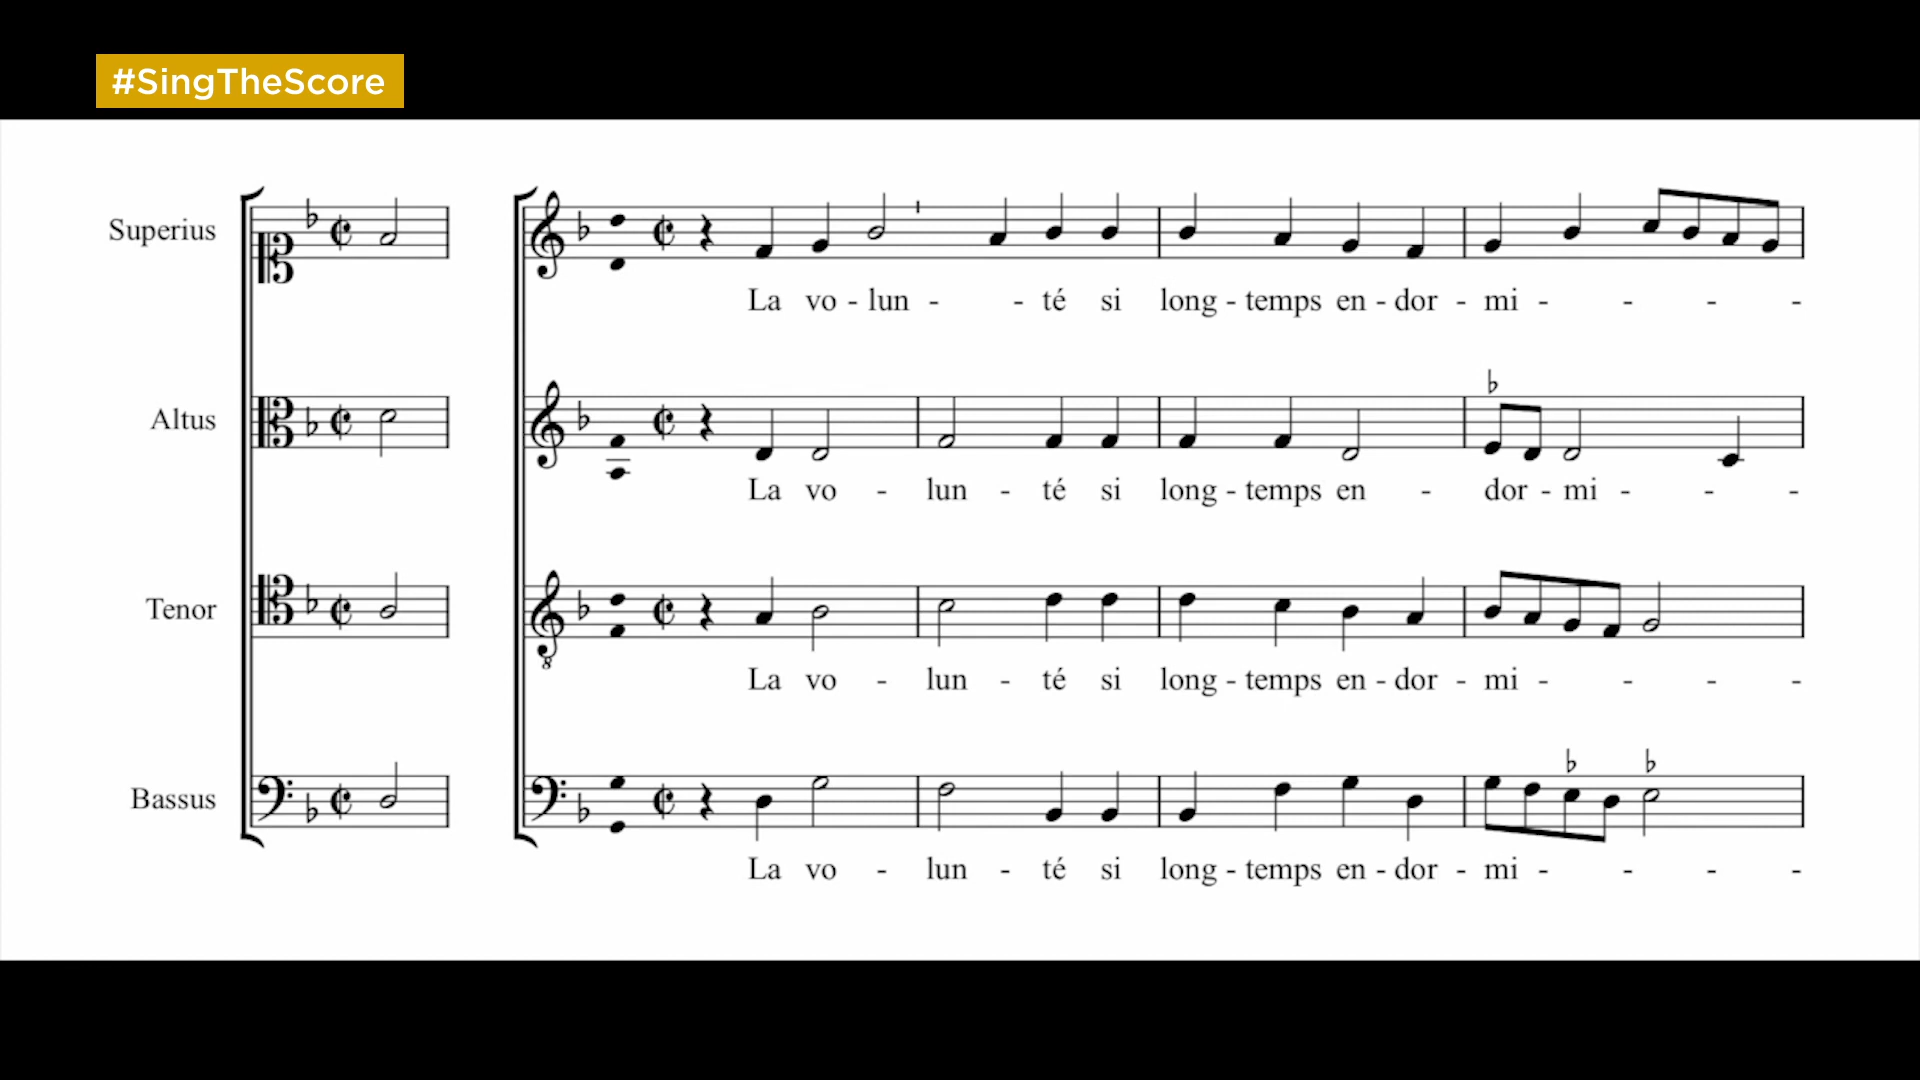 #SingTheScore
Superius
La vo - lun - - té si long - temps en - dor - mi - - - -
Altus
La vo - lun - té si long - temps en - dor - mi - - -
Tenor
8
La vo - lun - té si long - temps en - dor - mi - - - -
Bassus
La vo - lun - té si long - temps en - dor - mi - - - -